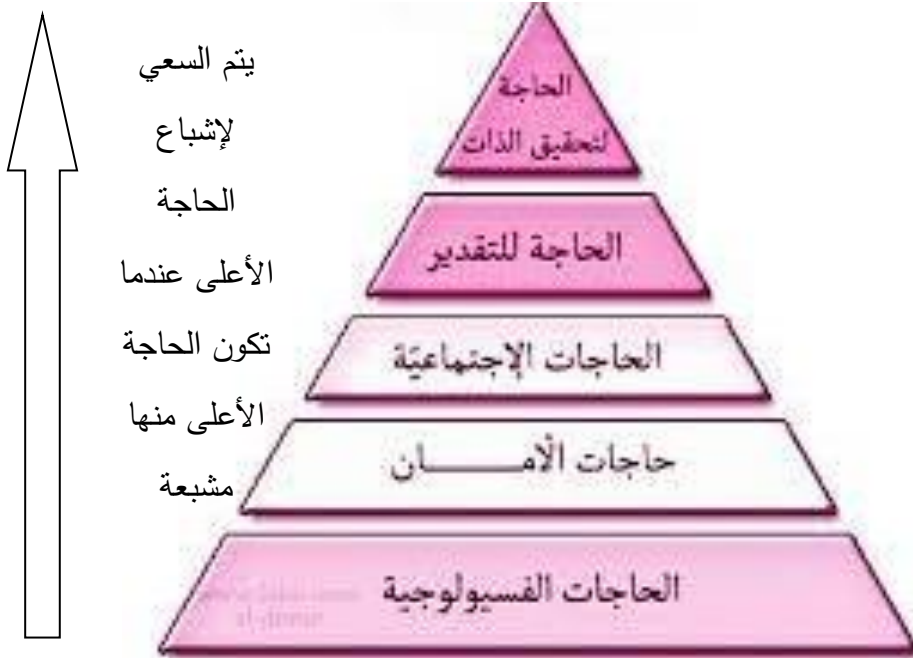 يتم السعي
لإشباع
الحاجة
الأعلى عندما
تكون الحاجة
الأعلى منها
مشبعة
الحاجة
لتحقيق الذات
الحاجة للتقدير
الحاجات الإجتماعيّة
حاجات الأمـــــــان
الحاجات الفسيولوجية